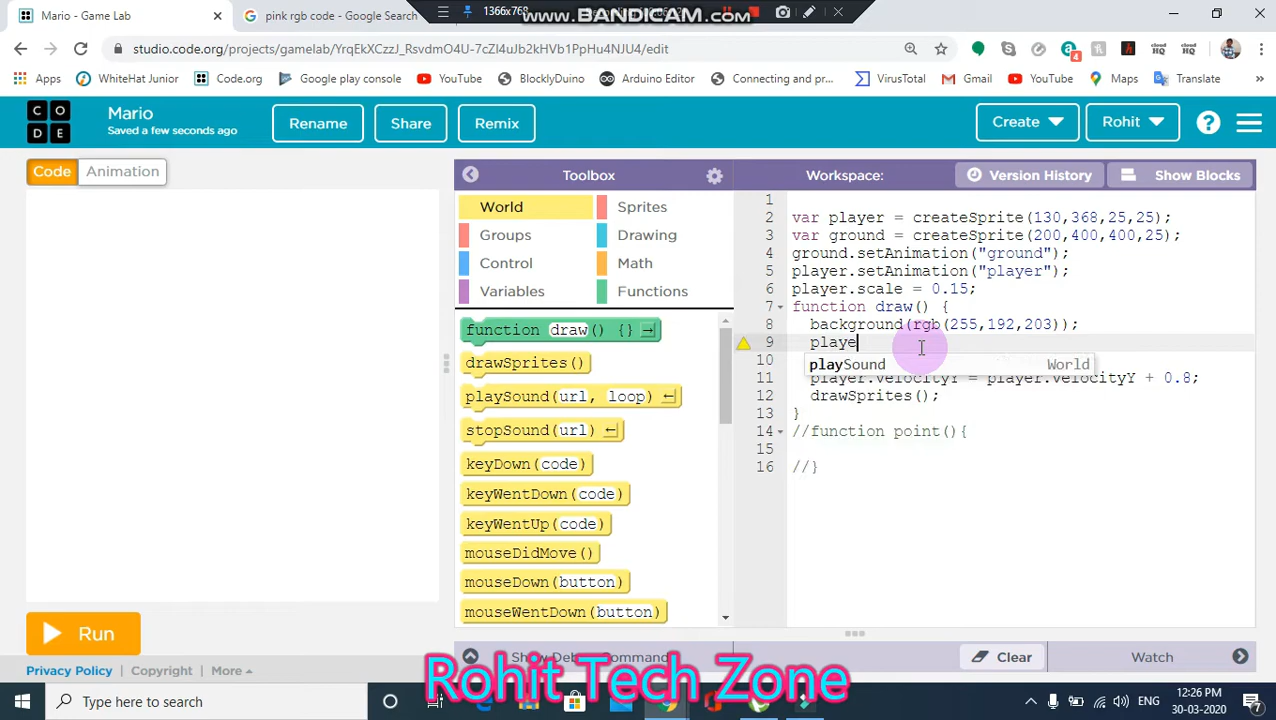 Mario - Game Lab
pink rgb code - Google Search
1366x768
www.BANDICAM.com
studio.code.org/projects/gamelab/YrqEkXCzzJ_RsvdmO4U-7cZl4uJb2kHVb1PpHu4NJU4/edit
4
cloud HQ
cloud HQ
Apps
WhiteHat Junior
Code.org
Google play console
YouTube
BlocklyDuino
Arduino Editor
Connecting and pr...
VirusTotal
Gmail
YouTube
Maps
Translate
CODE
Mario
Saved a few seconds ago
Rename
Share
Remix
Create
Rohit
Code
Animation
Toolbox
Workspace:
Version History
Show Blocks
World
Sprites
Groups
Drawing
Control
Math
Variables
Functions
function draw() {}
drawSprites()
playSound(url, loop)
stopSound(url)
keyDown(code)
keyWentDown(code)
keyWentUp(code)
mouseDidMove()
mouseDown(button)
mouseWentDown(button)
1
2 var player = createSprite(130,368,25,25);
3 var ground = createSprite(200,400,400,25);
4 ground.setAnimation("ground");
5 player.setAnimation("player");
6 player.scale = 0.15;
7 function draw() {
8 background(rgb(255,192,203));
9 playe
10
playSound World
11 player.velocityY = player.velocityY + 0.8;
12 drawSprites();
13 }
14 //function point(){
15
16 //}
Run
Clear
Watch
Privacy Policy
Copyright
More
Rohit Tech Zone
Type here to search
ENG
12:26 PM
30-03-2020
7